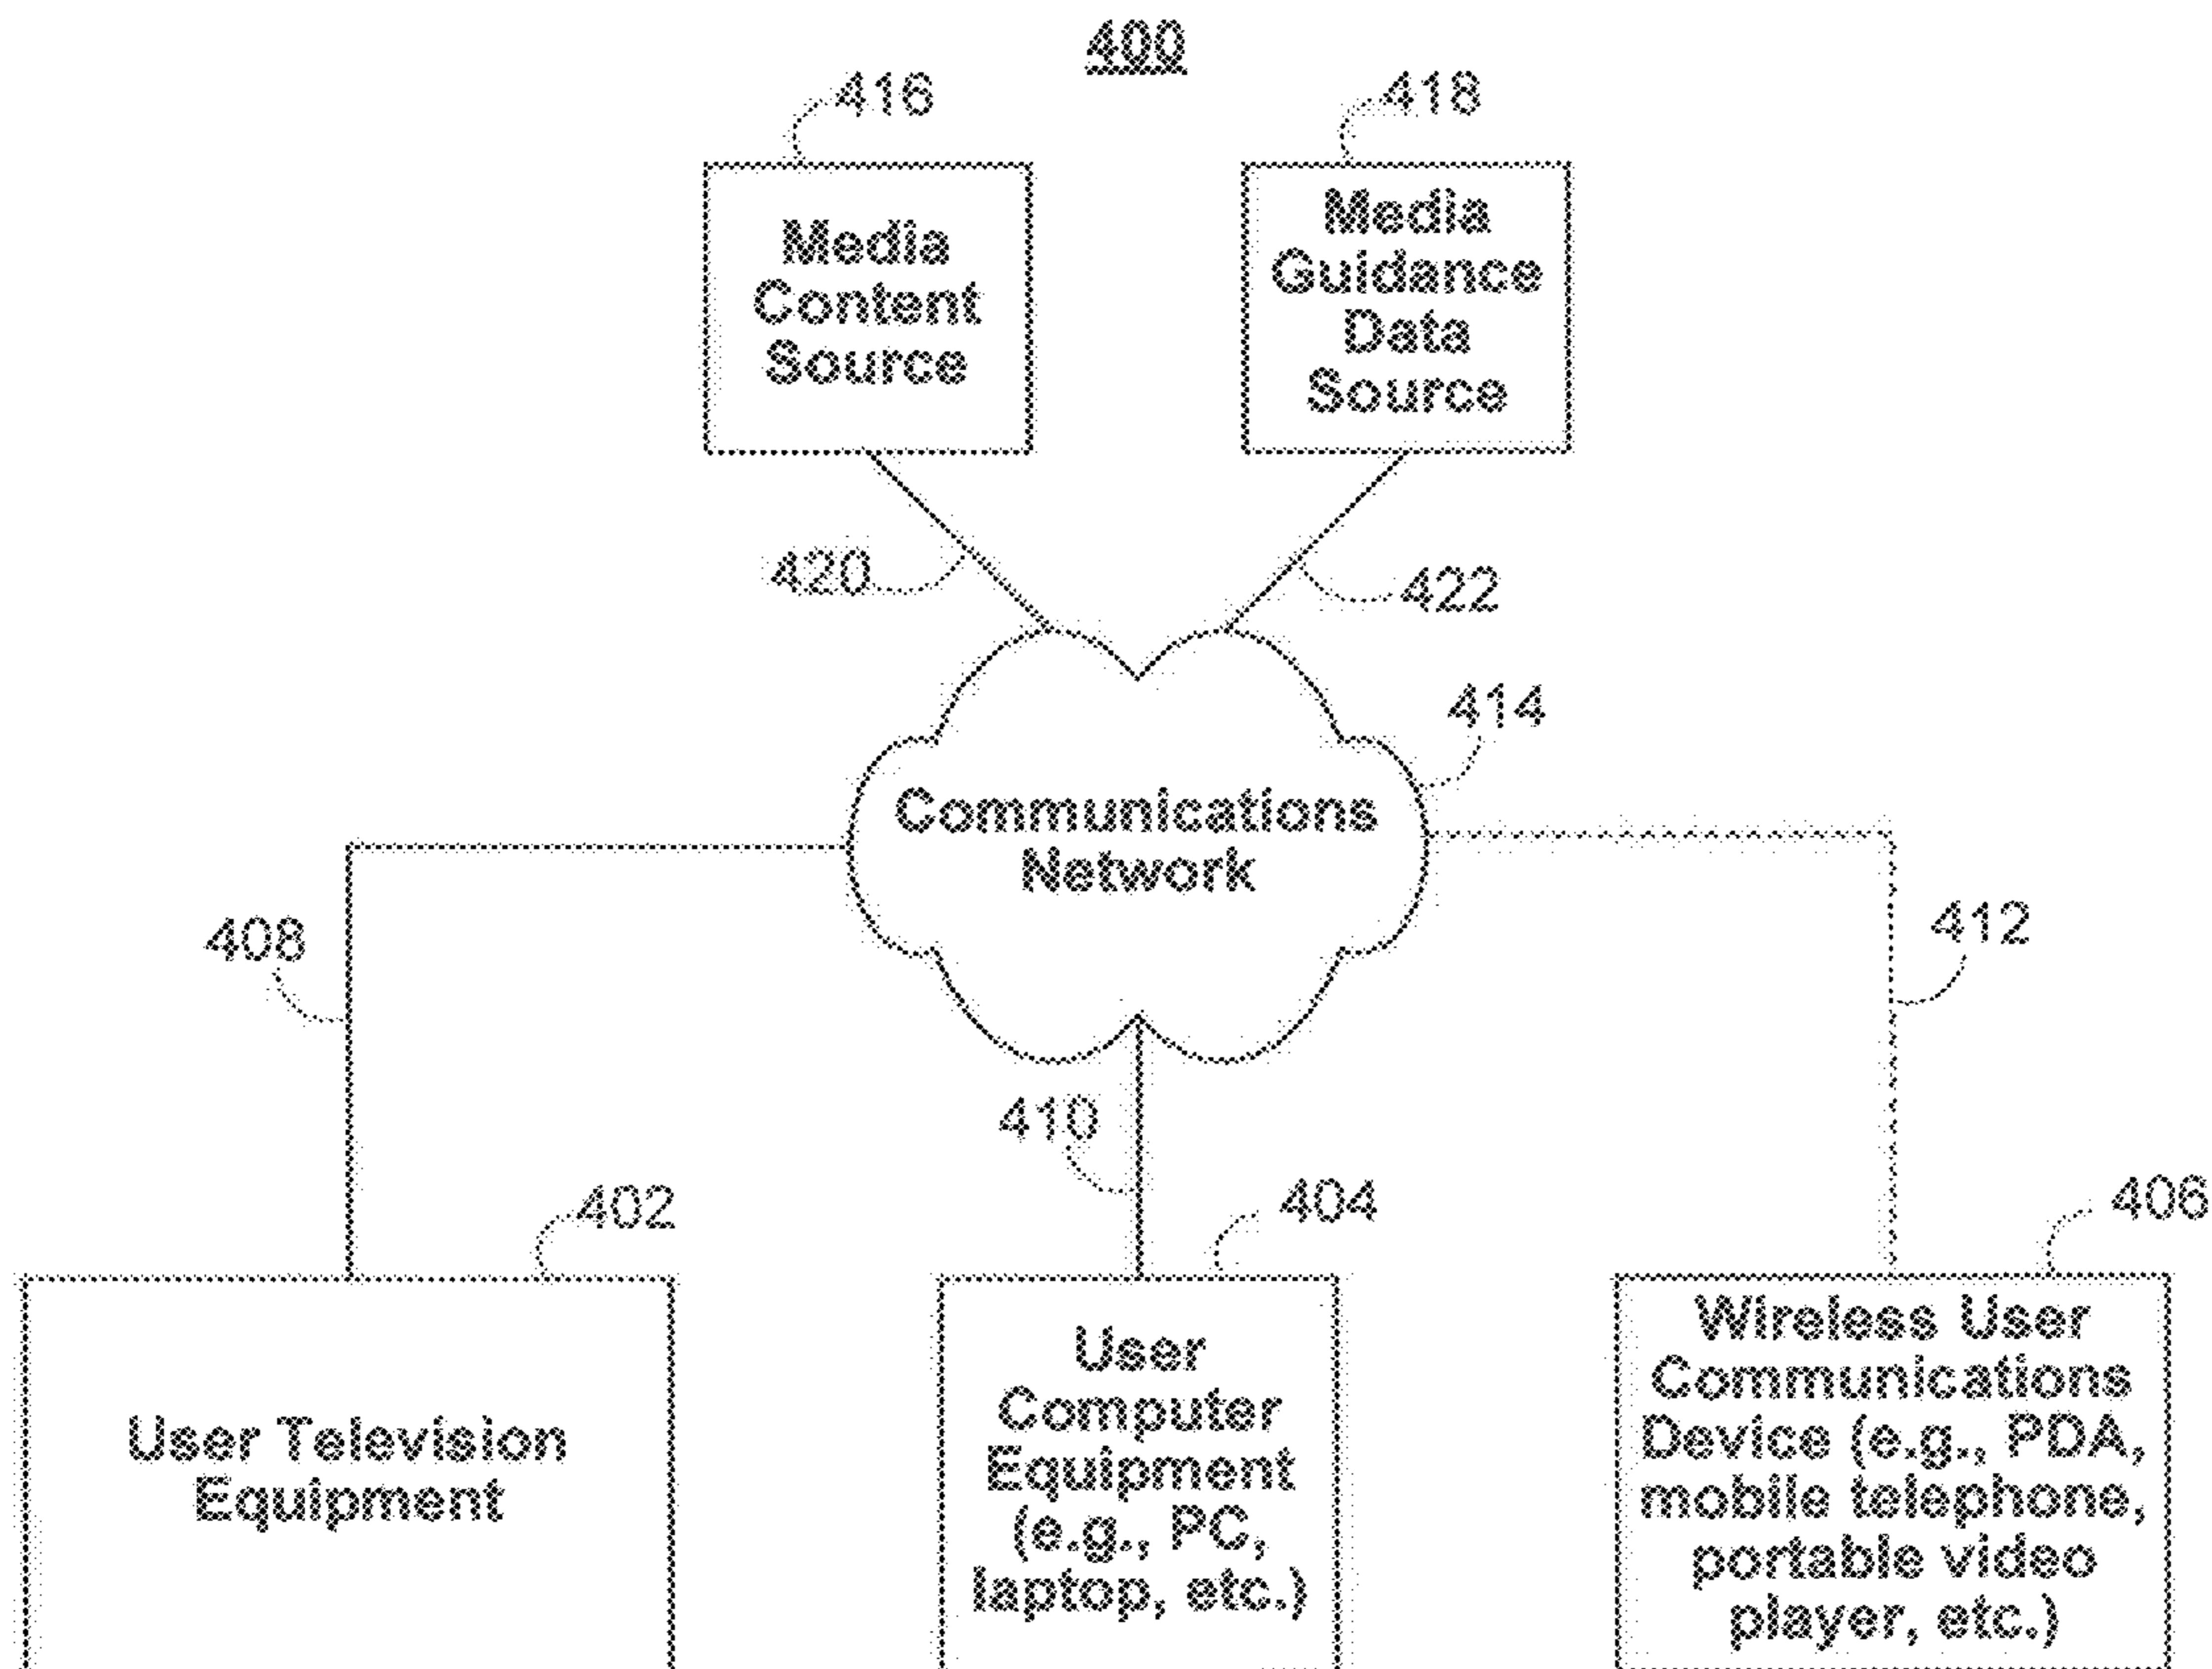 400
416
418
Media
Content
Source
Media
Guidance
Data
Source
420
422
414
Communications
Network
408
412
410
402
404
406
User Television
Equipment
User
Computer
Equipment
(e.g., PC,
laptop, etc.)
Wireless User
Communications
Device (e.g., PDA,
mobile telephone,
portable video
player, etc.)